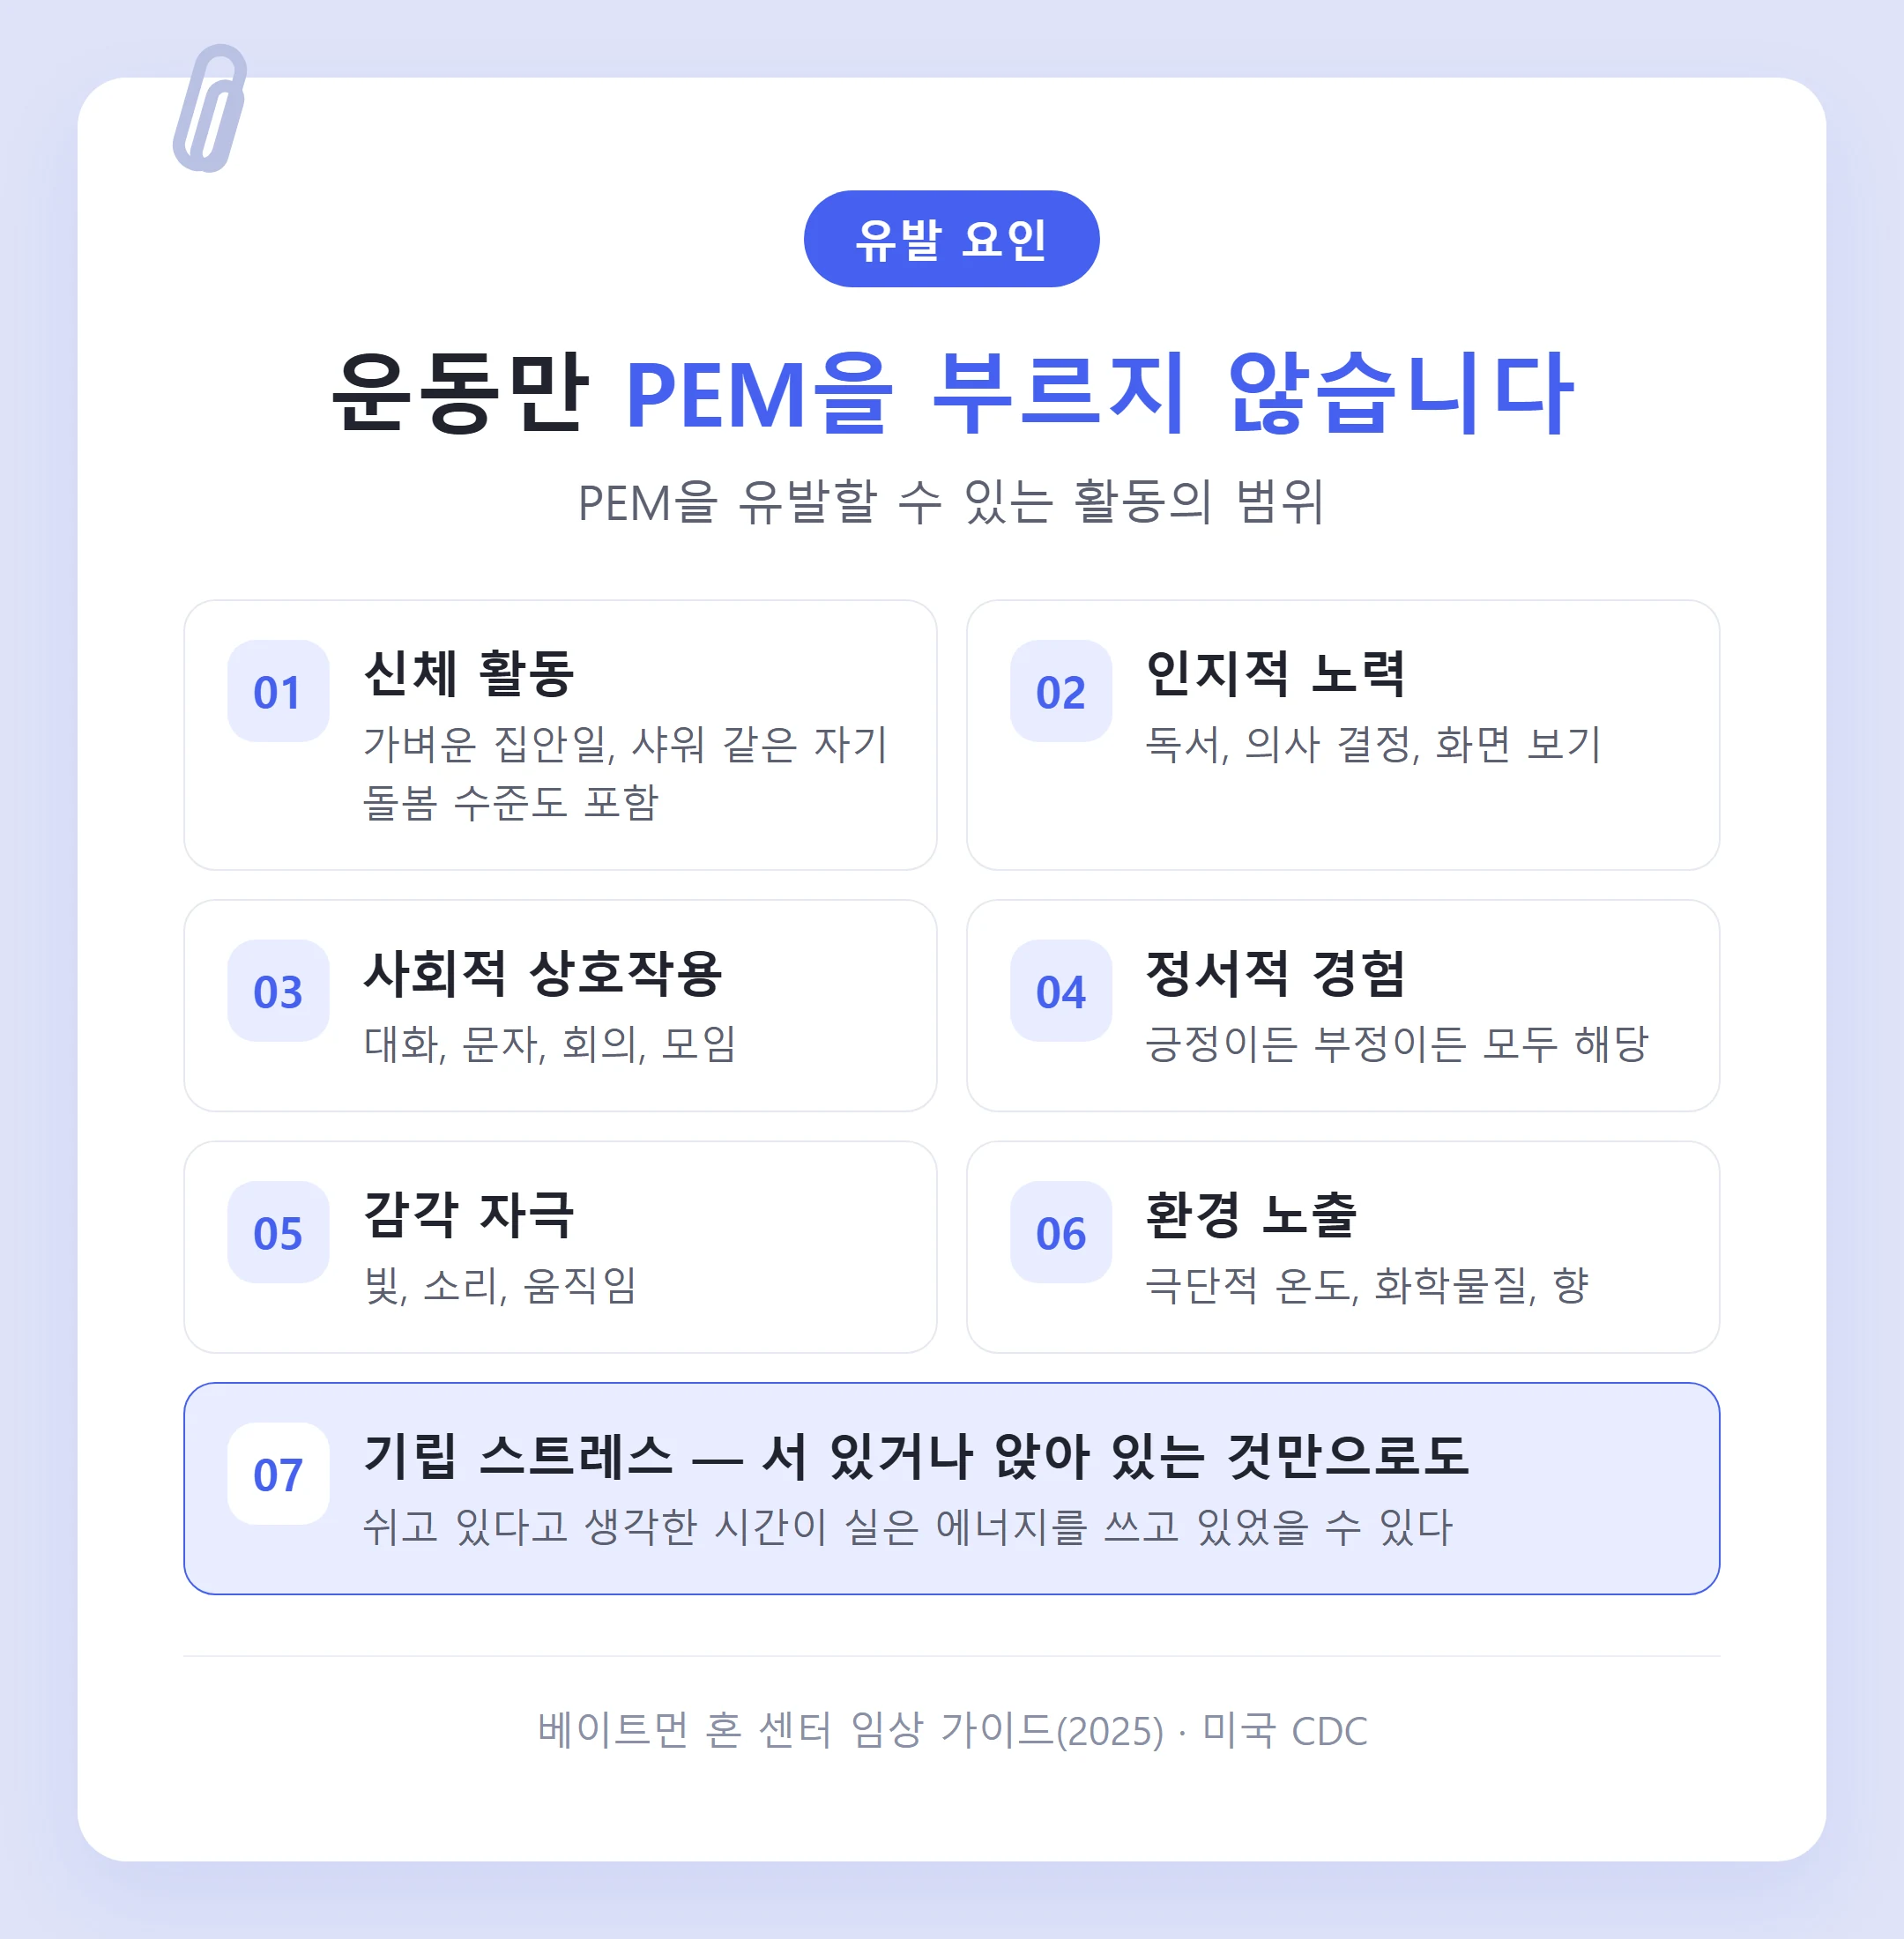 유발 요인
운동만 PEM을 부르지 않습니다
PEM을 유발할 수 있는 활동의 범위
01
신체 활동
가벼운 집안일, 샤워 같은 자기
돌봄 수준도 포함
02
인지적 노력
독서, 의사 결정, 화면 보기
03
사회적 상호작용
대화, 문자, 회의, 모임
04
정서적 경험
긍정이든 부정이든 모두 해당
05
감각 자극
빛, 소리, 움직임
06
환경 노출
극단적 온도, 화학물질, 향
07
기립 스트레스 — 서 있거나 앉아 있는 것만으로도
쉬고 있다고 생각한 시간이 실은 에너지를 쓰고 있었을 수 있다
베이트먼 혼 센터 임상 가이드(2025) · 미국 CDC